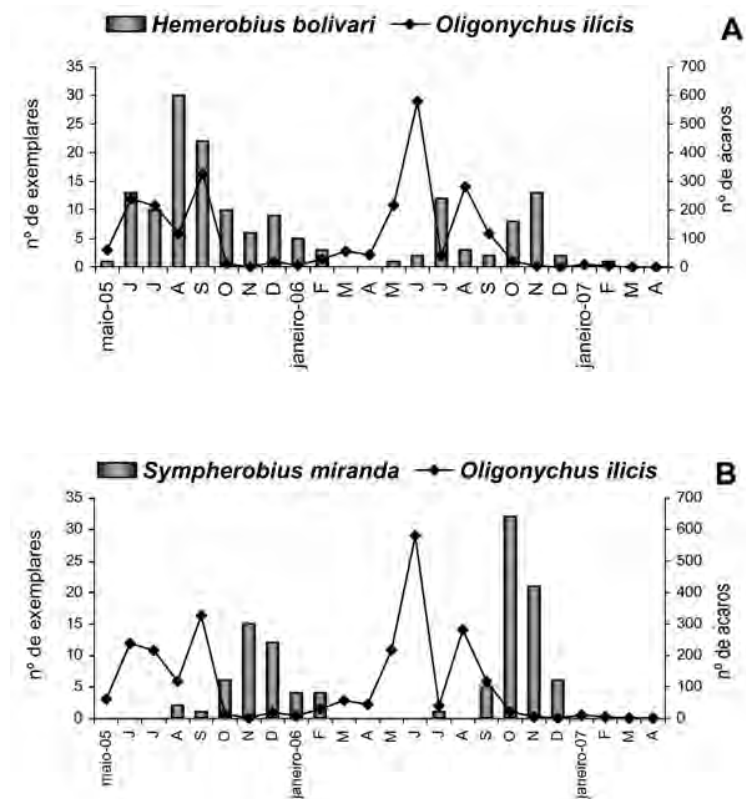 Hemerobius bolivari Oligonychus ilicis A
35 700
30 600
25 500
20 400
15 300
10 200
5 100
0 0
nº de exemplares
nº de ácaros
maio-05 J J A S O N D janeiro-06 F M A M J J A S O N D janeiro-07 F M A
Sympherobius miranda Oligonychus ilicis B
35 700
30 600
25 500
20 400
15 300
10 200
5 100
0 0
nº de exemplares
nº de acaros
maio-05 J J A S O N D janeiro-06 F M A M J J A S O N D janeiro-07 F M A